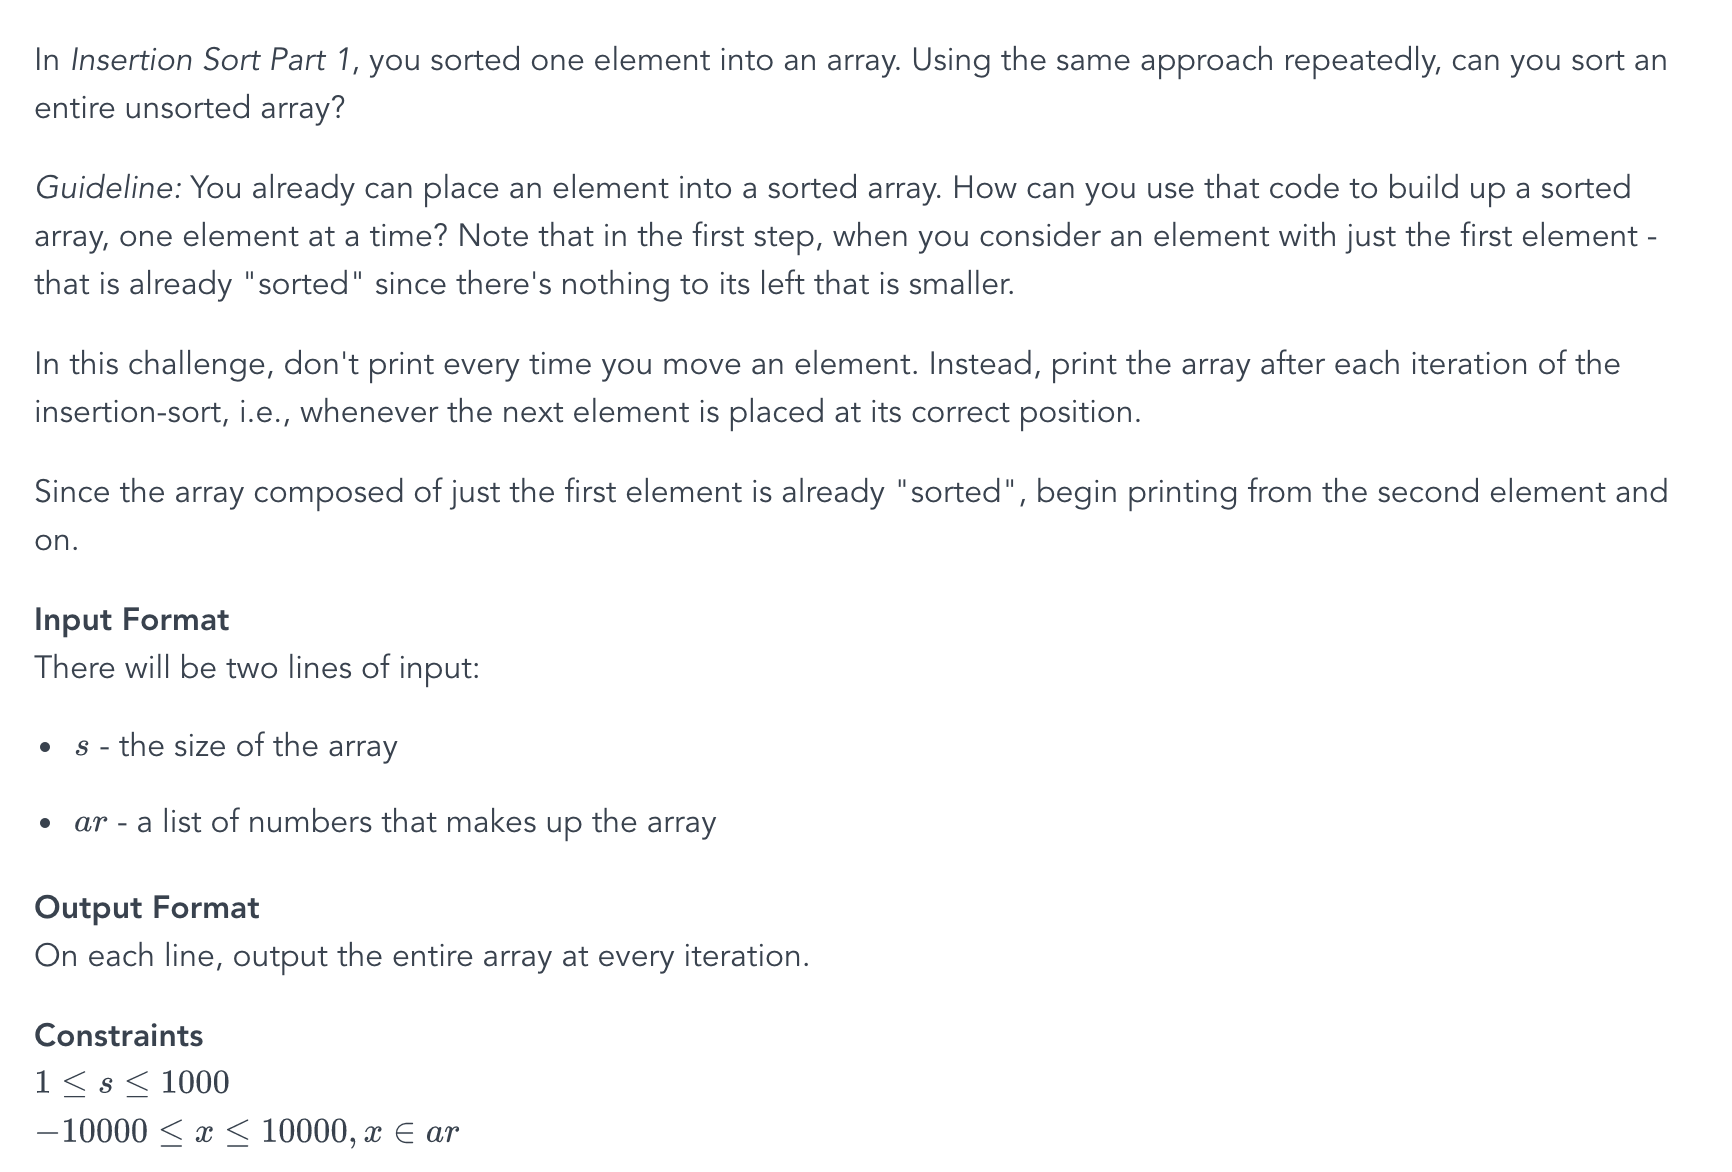 In Insertion Sort Part 1, you sorted one element into an array. Using the same approach repeatedly, can you sort an
entire unsorted array?
Guideline: You already can place an element into a sorted array. How can you use that code to build up a sorted
array, one element at a time? Note that in the first step, when you consider an element with just the first element -
that is already "sorted" since there's nothing to its left that is smaller.
In this challenge, don't print every time you move an element. Instead, print the array after each iteration of the
insertion-sort, i.e., whenever the next element is placed at its correct position.
Since the array composed of just the first element is already "sorted", begin printing from the second element and
on.
Input Format
There will be two lines of input:
• s - the size of the array
• ar - a list of numbers that makes up the array
Output Format
On each line, output the entire array at every iteration.
Constraints
1 ≤ s ≤ 1000
−10000 ≤ x ≤ 10000, x ∈ ar